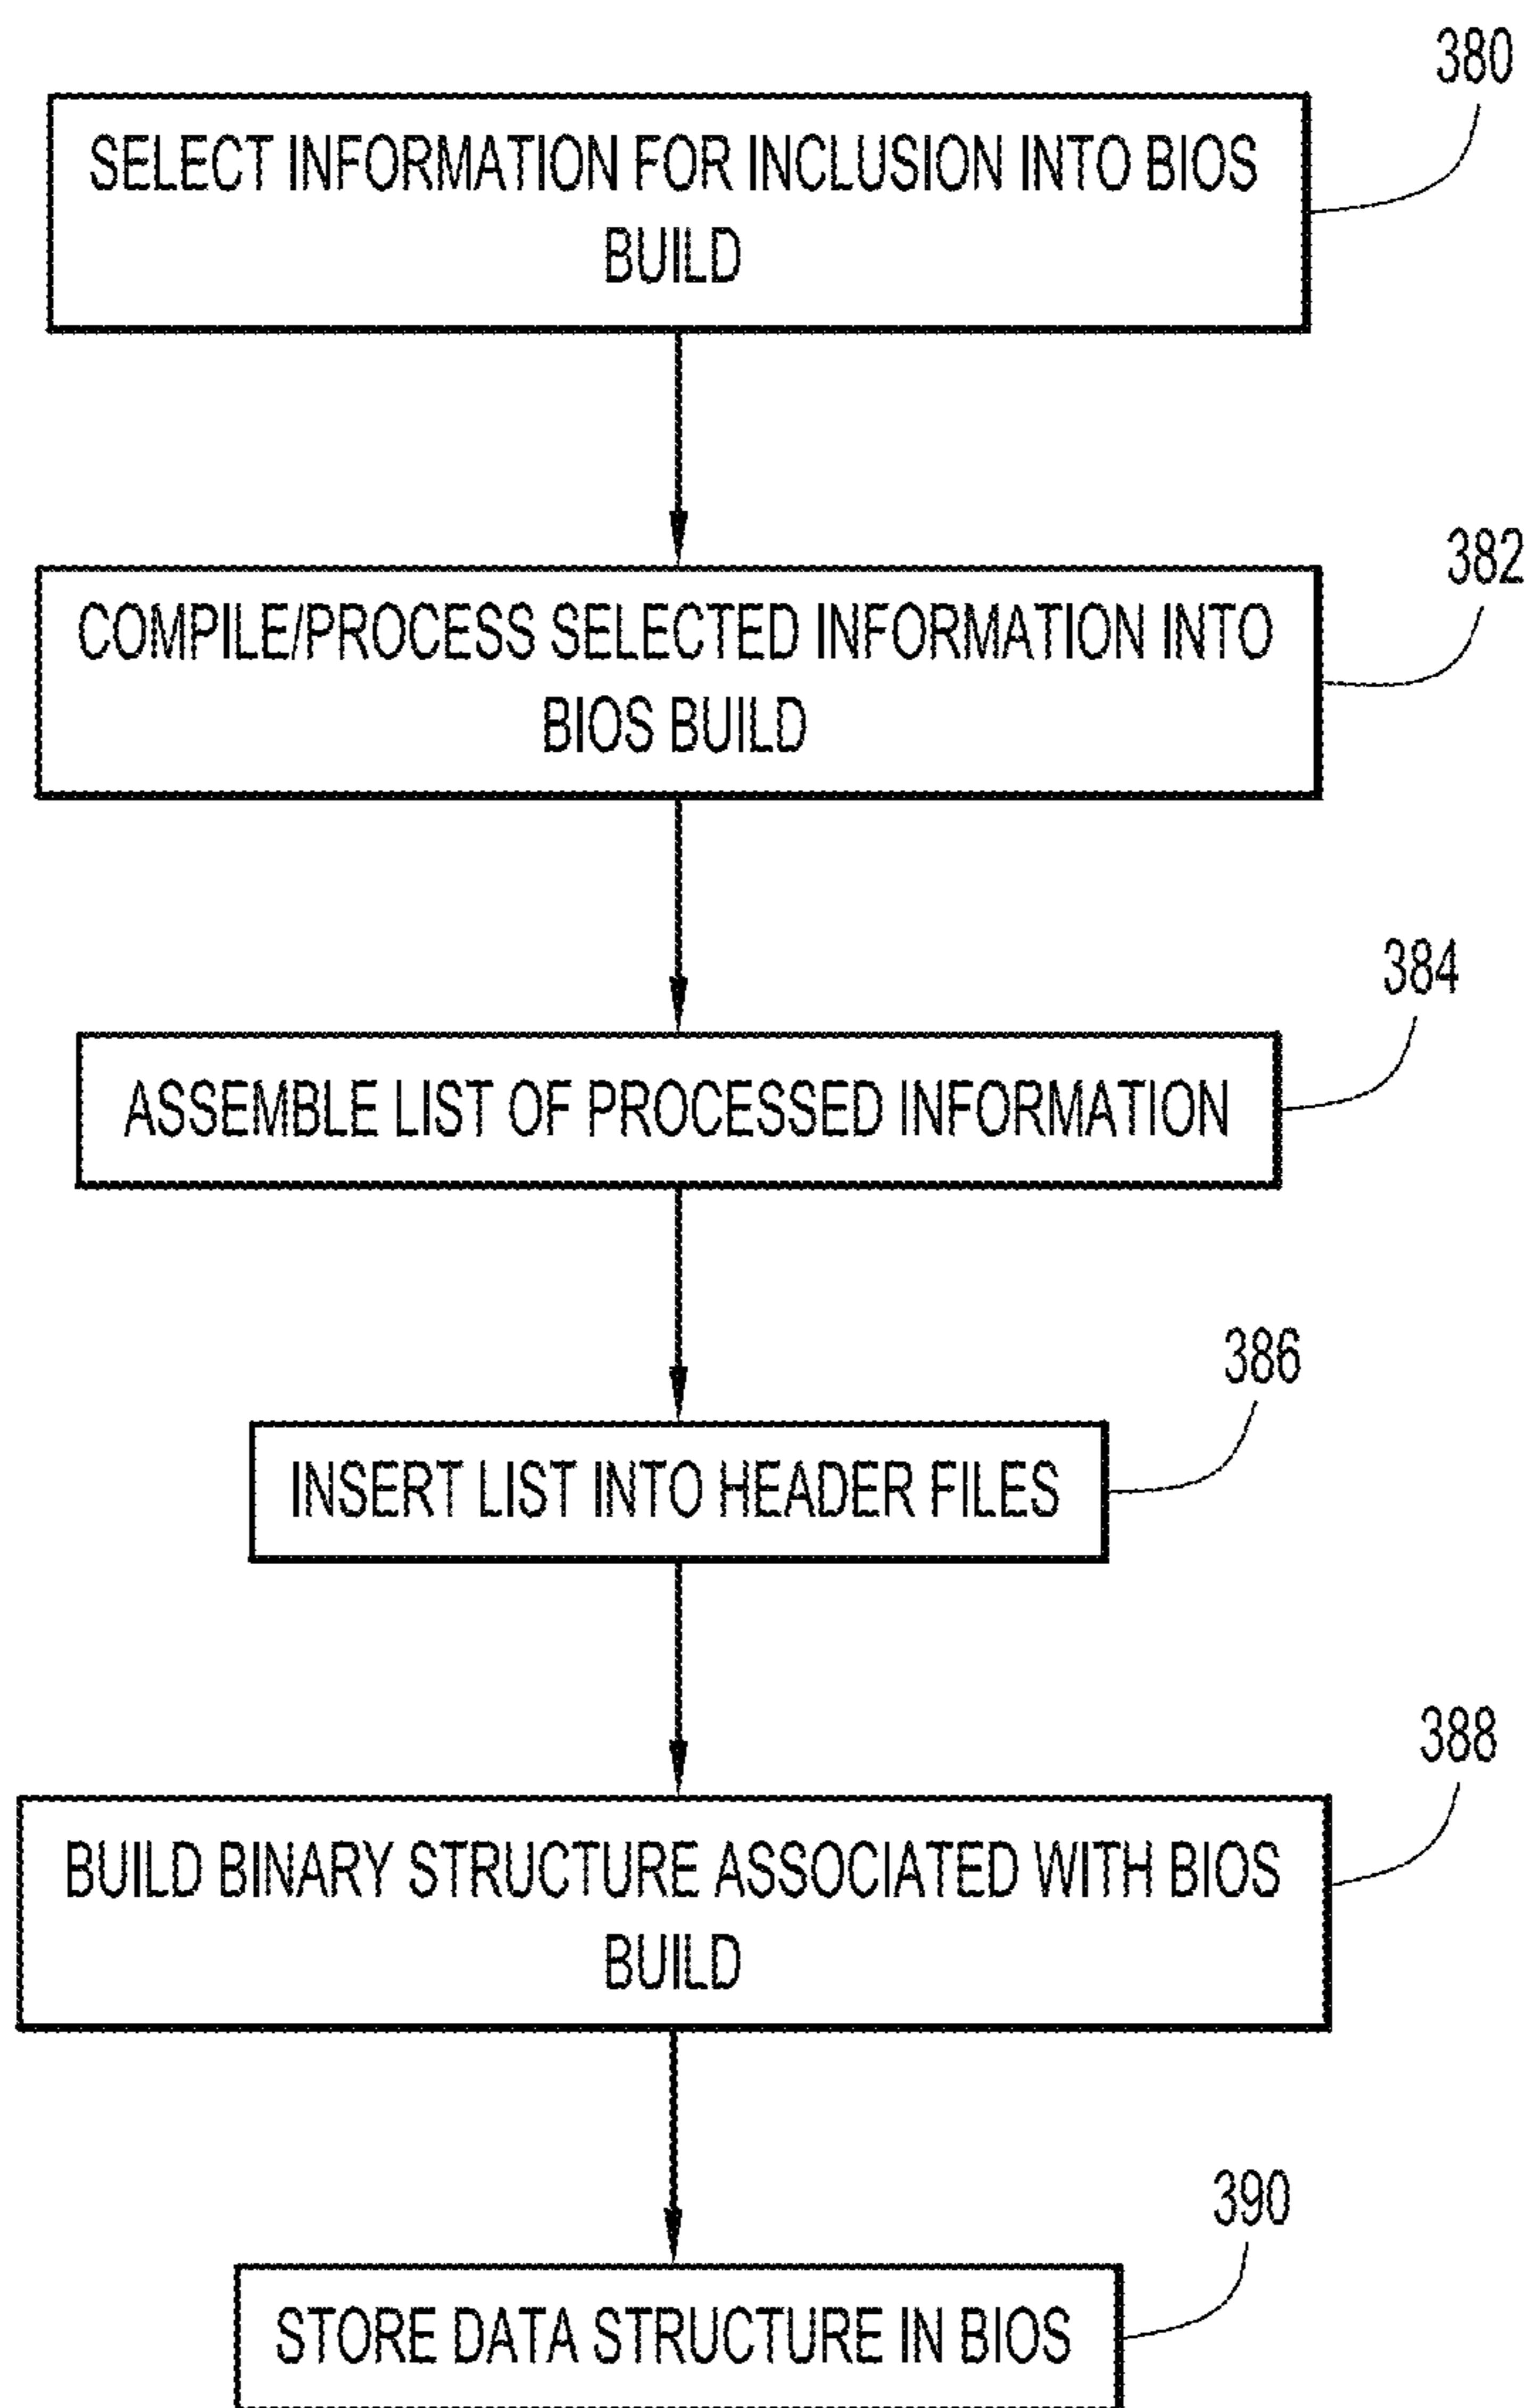 380
SELECT INFORMATION FOR INCLUSION INTO BIOS
BUILD
382
COMPILE/PROCESS SELECTED INFORMATION INTO
BIOS BUILD
384
ASSEMBLE LIST OF PROCESSED INFORMATION
386
INSERT LIST INTO HEADER FILES
388
BUILD BINARY STRUCTURE ASSOCIATED WITH BIOS
BUILD
390
STORE DATA STRUCTURE IN BIOS